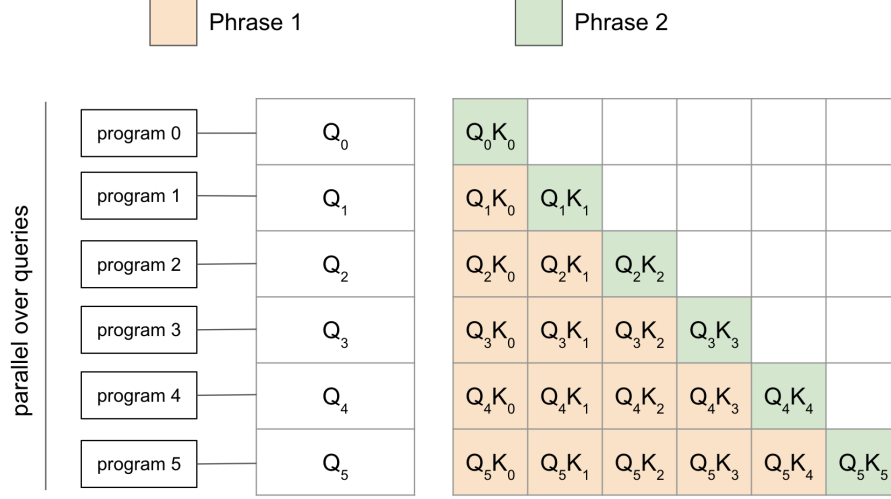 Phrase 1
Phrase 2
parallel over queries
program 0 Q₀ Q₀K₀
program 1 Q₁ Q₁K₀ Q₁K₁
program 2 Q₂ Q₂K₀ Q₂K₁ Q₂K₂
program 3 Q₃ Q₃K₀ Q₃K₁ Q₃K₂ Q₃K₃
program 4 Q₄ Q₄K₀ Q₄K₁ Q₄K₂ Q₄K₃ Q₄K₄
program 5 Q₅ Q₅K₀ Q₅K₁ Q₅K₂ Q₅K₃ Q₅K₄ Q₅K₅